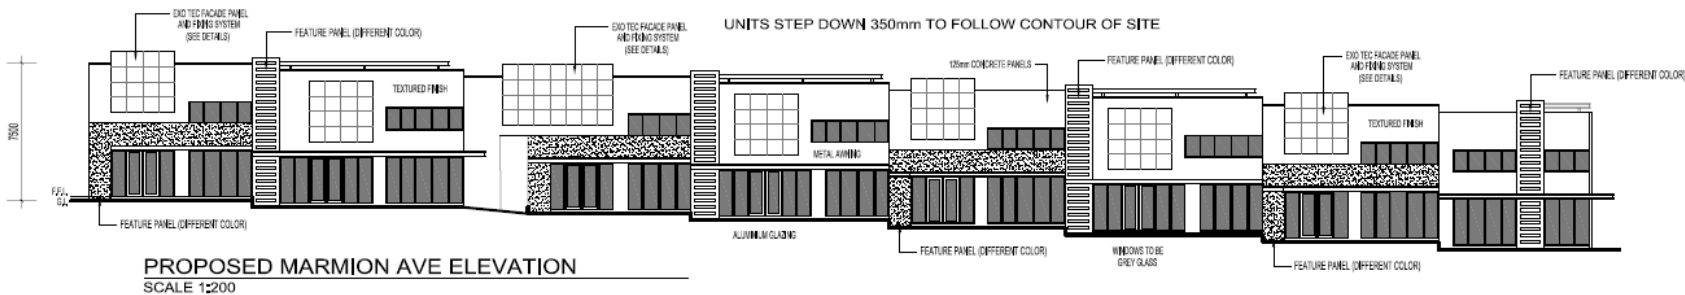 EXO TEC FACADE PANEL
AND FIXING SYSTEM
(SEE DETAILS)
FEATURE PANEL (DIFFERENT COLOR)
EXO TEC FACADE PANEL
AND FIXING SYSTEM
(SEE DETAILS)
UNITS STEP DOWN 350mm TO FOLLOW CONTOUR OF SITE
125mm CONCRETE PANELS
FEATURE PANEL (DIFFERENT COLOR)
EXO TEC FACADE PANEL
AND FIXING SYSTEM
(SEE DETAILS)
FEATURE PANEL (DIFFERENT COLOR)
TEXTURED FINISH
TEXTURED FINISH
7500
METAL AWNING
F.F.L
G.L
FEATURE PANEL (DIFFERENT COLOR)
ALUMINIUM GLAZING
FEATURE PANEL (DIFFERENT COLOR)
WINDOWS TO BE
GREY GLASS
FEATURE PANEL (DIFFERENT COLOR)
PROPOSED MARMION AVE ELEVATION
SCALE 1:200